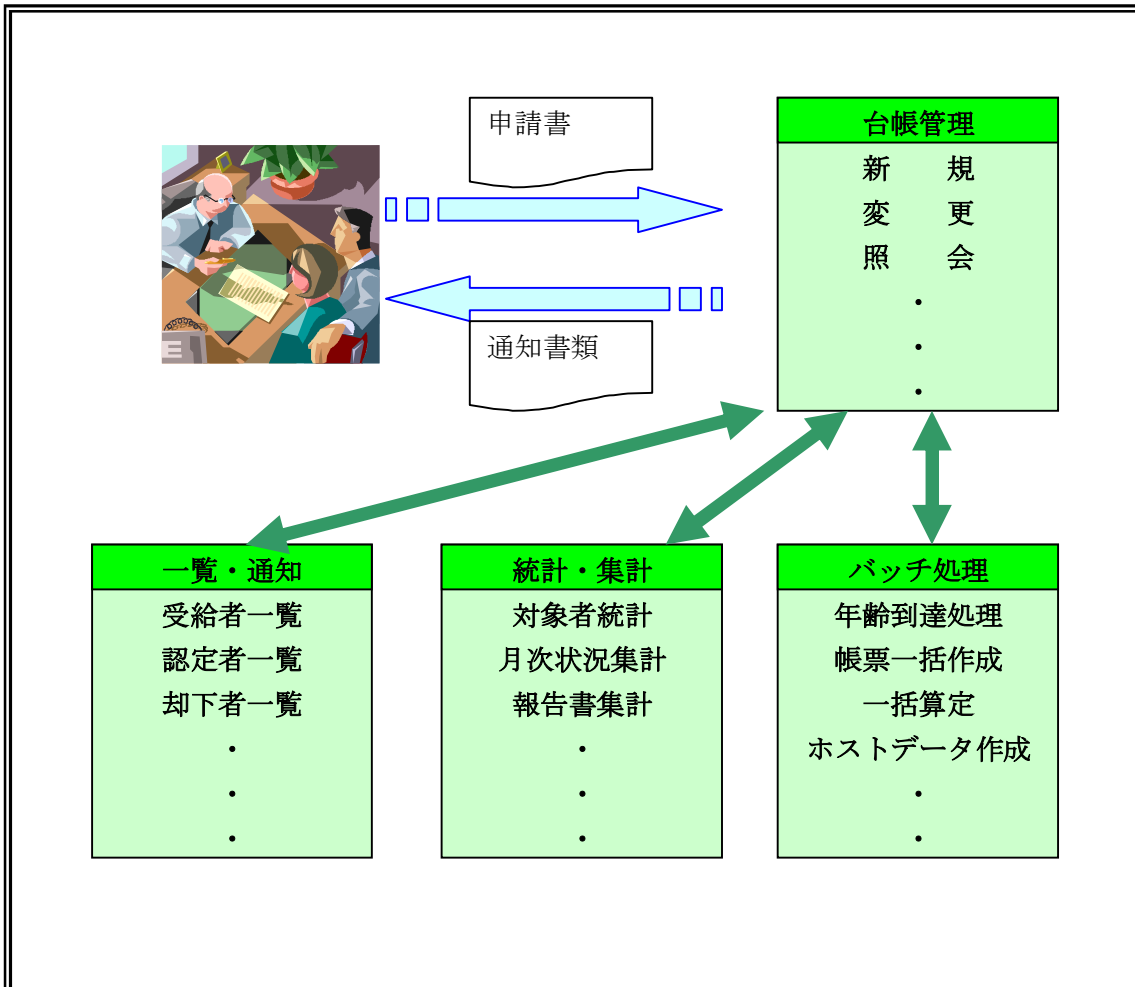 申請書
台帳管理
新　　規
変　　更
照　　会
・
・
・
通知書類
一覧・通知
受給者一覧
認定者一覧
却下者一覧
・
・
・
統計・集計
対象者統計
月次状況集計
報告書集計
・
・
・
バッチ処理
年齢到達処理
帳票一括作成
一括算定
ホストデータ作成
・
・